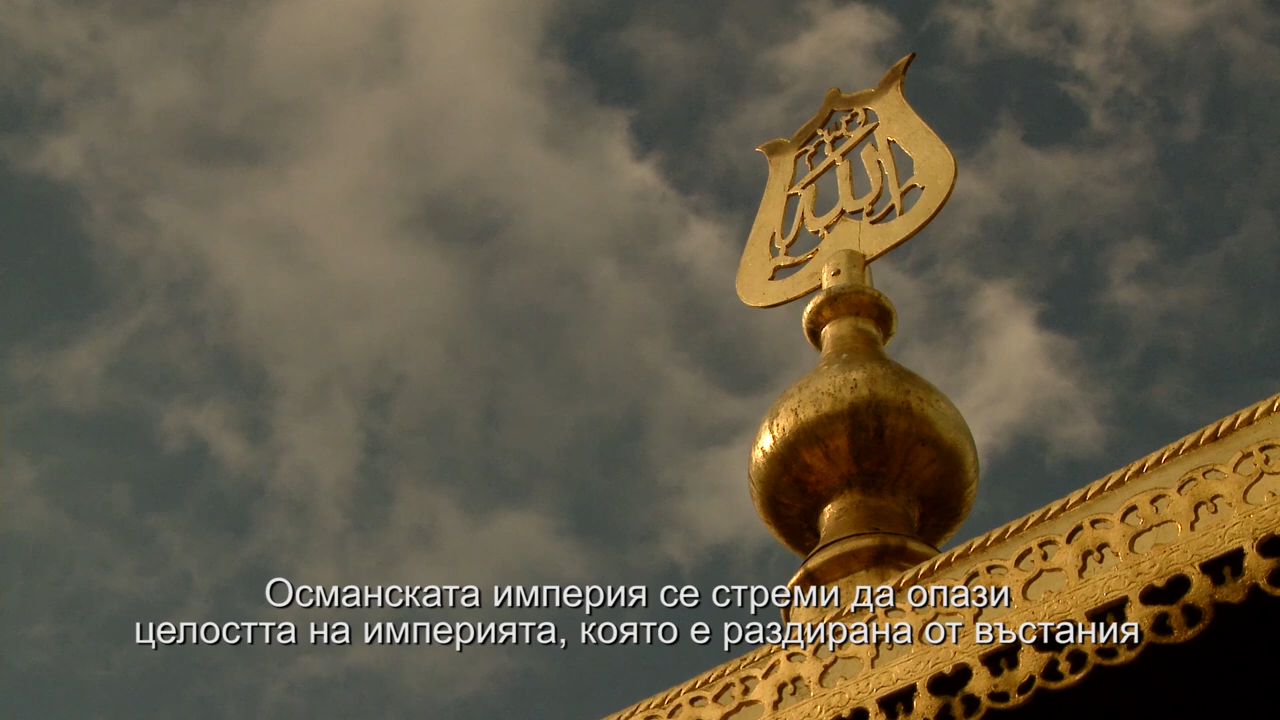 الله
Османската империя се стреми да опази
целостта на империята, която е раздирана от въстания